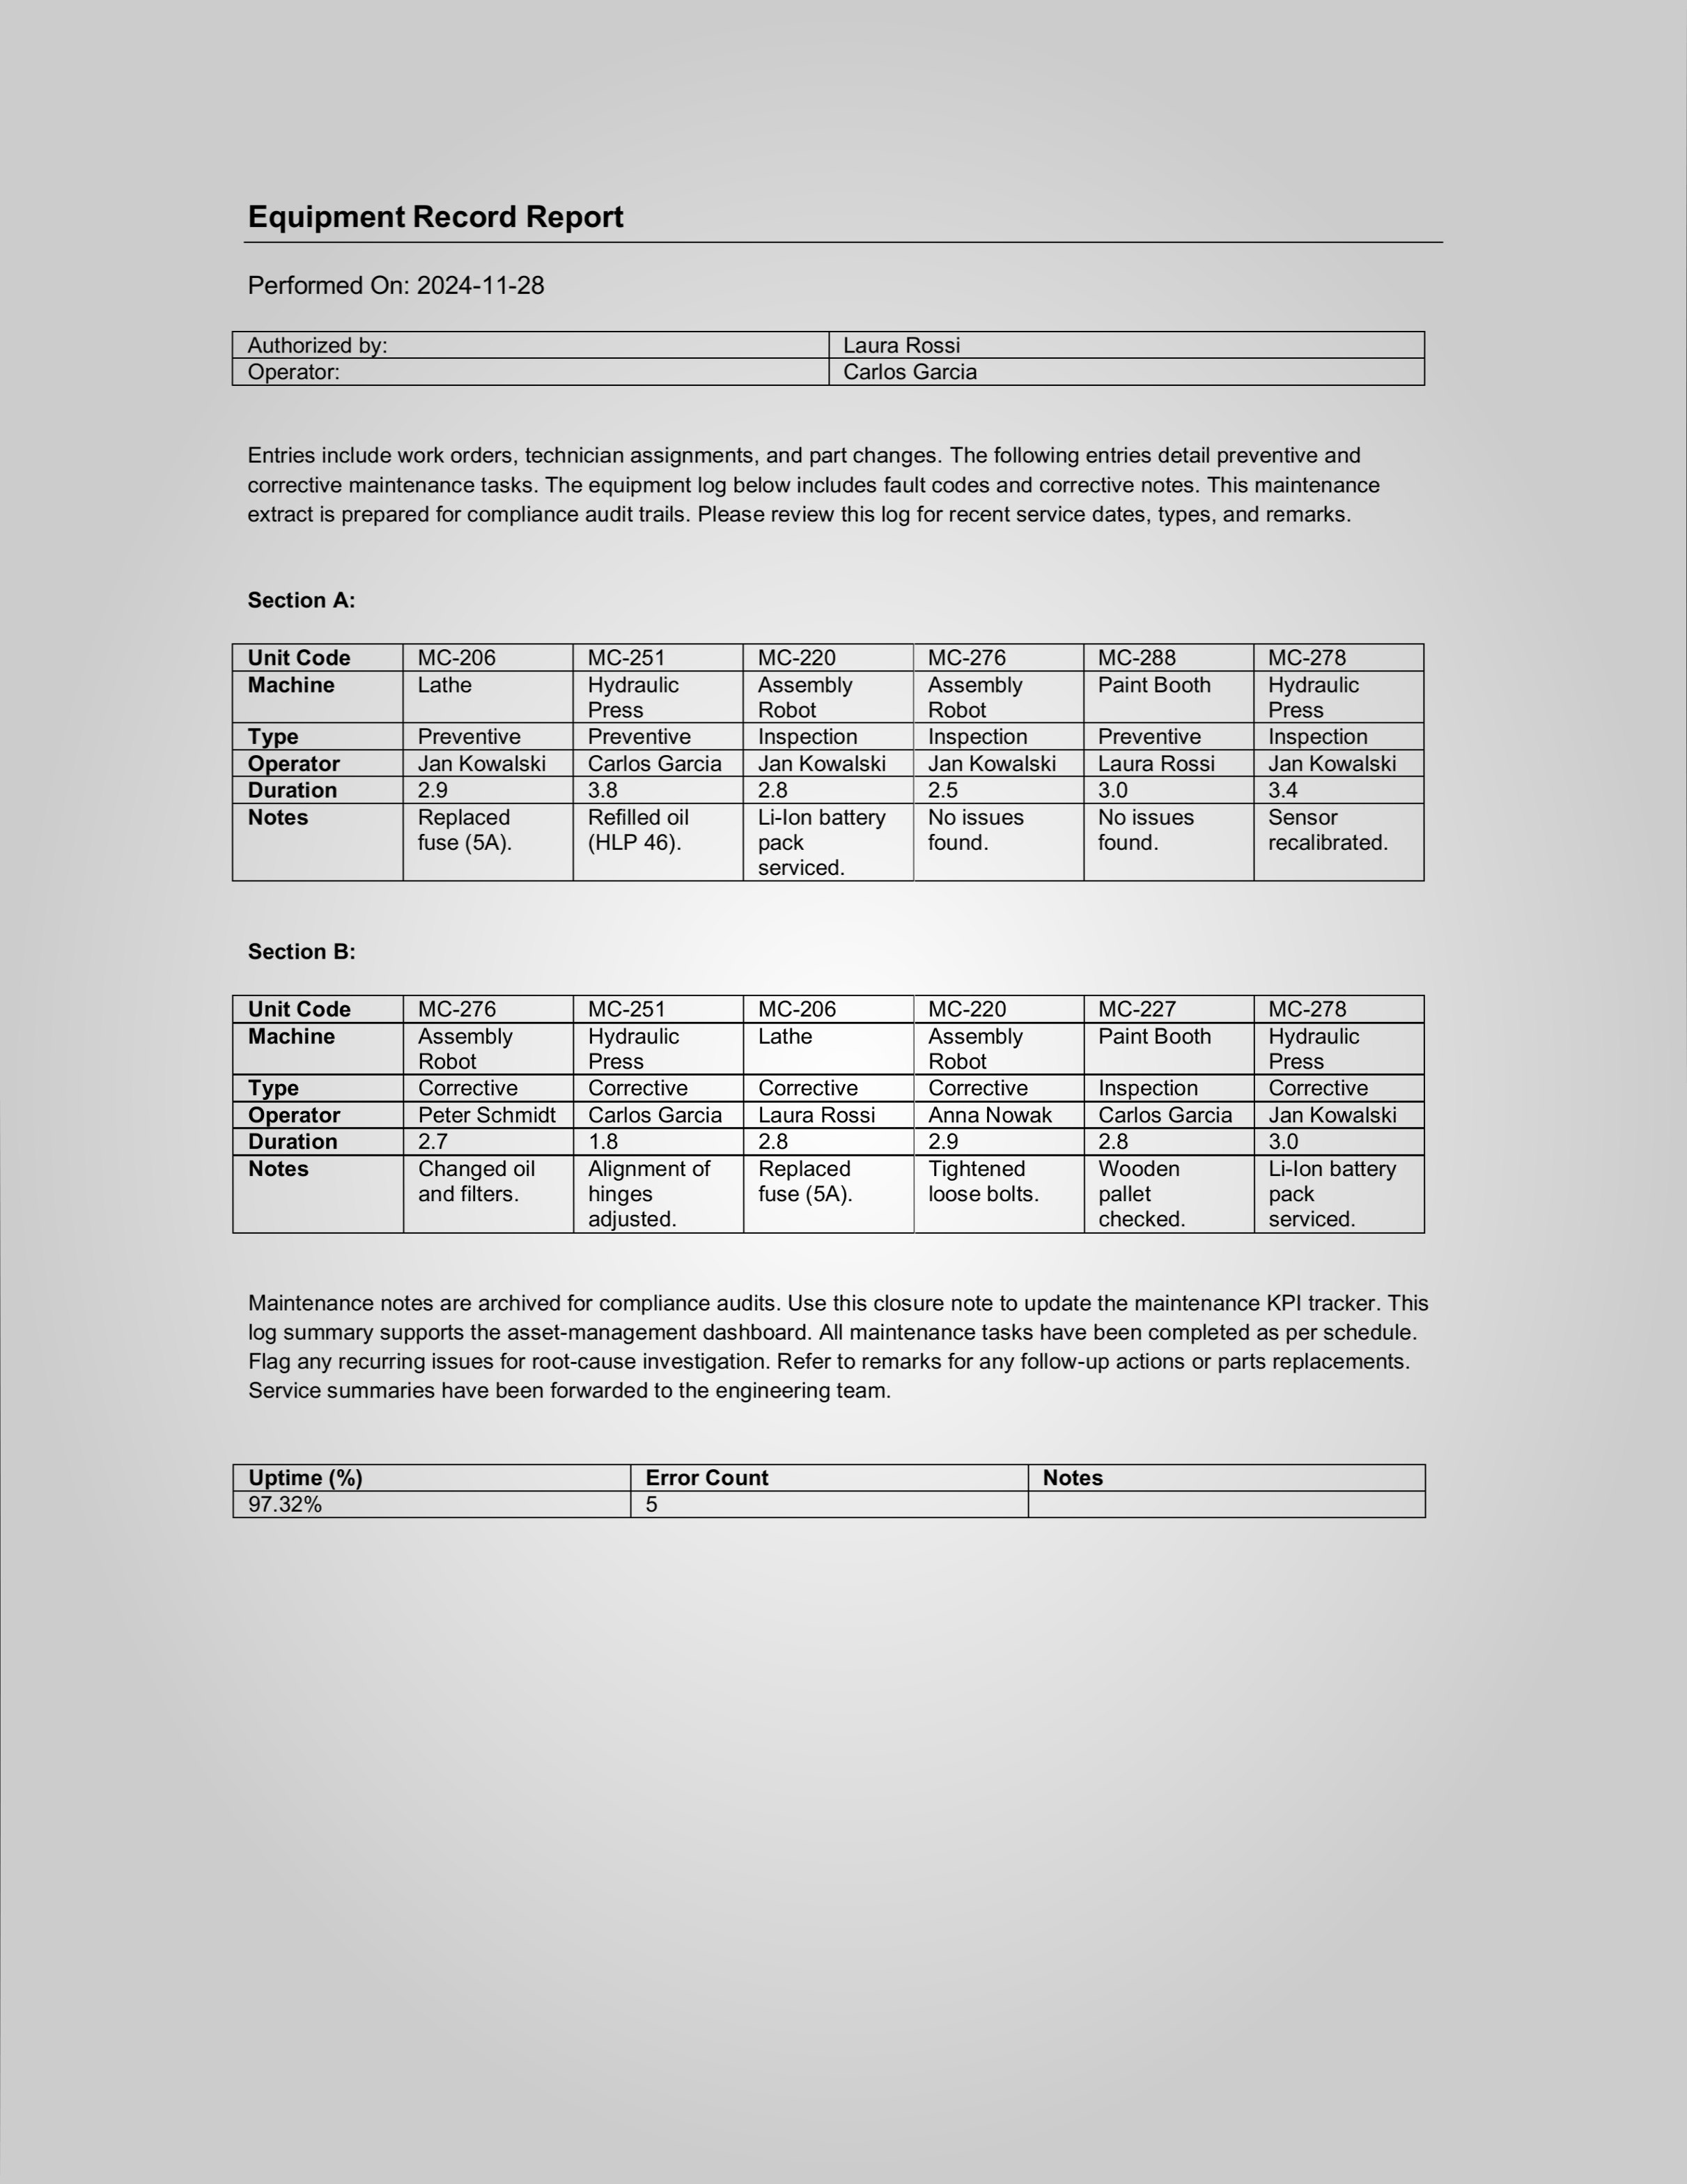 Equipment Record Report
Performed On: 2024-11-28
Authorized by: Laura Rossi
Operator: Carlos Garcia
Entries include work orders, technician assignments, and part changes. The following entries detail preventive and
corrective maintenance tasks. The equipment log below includes fault codes and corrective notes. This maintenance
extract is prepared for compliance audit trails. Please review this log for recent service dates, types, and remarks.
Section A:
Unit Code MC-206 MC-251 MC-220 MC-276 MC-288 MC-278
Machine Lathe Hydraulic Assembly Assembly Paint Booth Hydraulic
Press Robot Robot Press
Type Preventive Preventive Inspection Inspection Preventive Inspection
Operator Jan Kowalski Carlos Garcia Jan Kowalski Jan Kowalski Laura Rossi Jan Kowalski
Duration 2.9 3.8 2.8 2.5 3.0 3.4
Notes Replaced Refilled oil Li-Ion battery No issues No issues Sensor
fuse (5A). (HLP 46). pack found. found. recalibrated.
serviced.
Section B:
Unit Code MC-276 MC-251 MC-206 MC-220 MC-227 MC-278
Machine Assembly Hydraulic Lathe Assembly Paint Booth Hydraulic
Robot Press Robot Press
Type Corrective Corrective Corrective Corrective Inspection Corrective
Operator Peter Schmidt Carlos Garcia Laura Rossi Anna Nowak Carlos Garcia Jan Kowalski
Duration 2.7 1.8 2.8 2.9 2.8 3.0
Notes Changed oil Alignment of Replaced Tightened Wooden Li-Ion battery
and filters. hinges fuse (5A). loose bolts. pallet pack
adjusted. checked. serviced.
Maintenance notes are archived for compliance audits. Use this closure note to update the maintenance KPI tracker. This
log summary supports the asset-management dashboard. All maintenance tasks have been completed as per schedule.
Flag any recurring issues for root-cause investigation. Refer to remarks for any follow-up actions or parts replacements.
Service summaries have been forwarded to the engineering team.
Uptime (%) Error Count Notes
97.32% 5